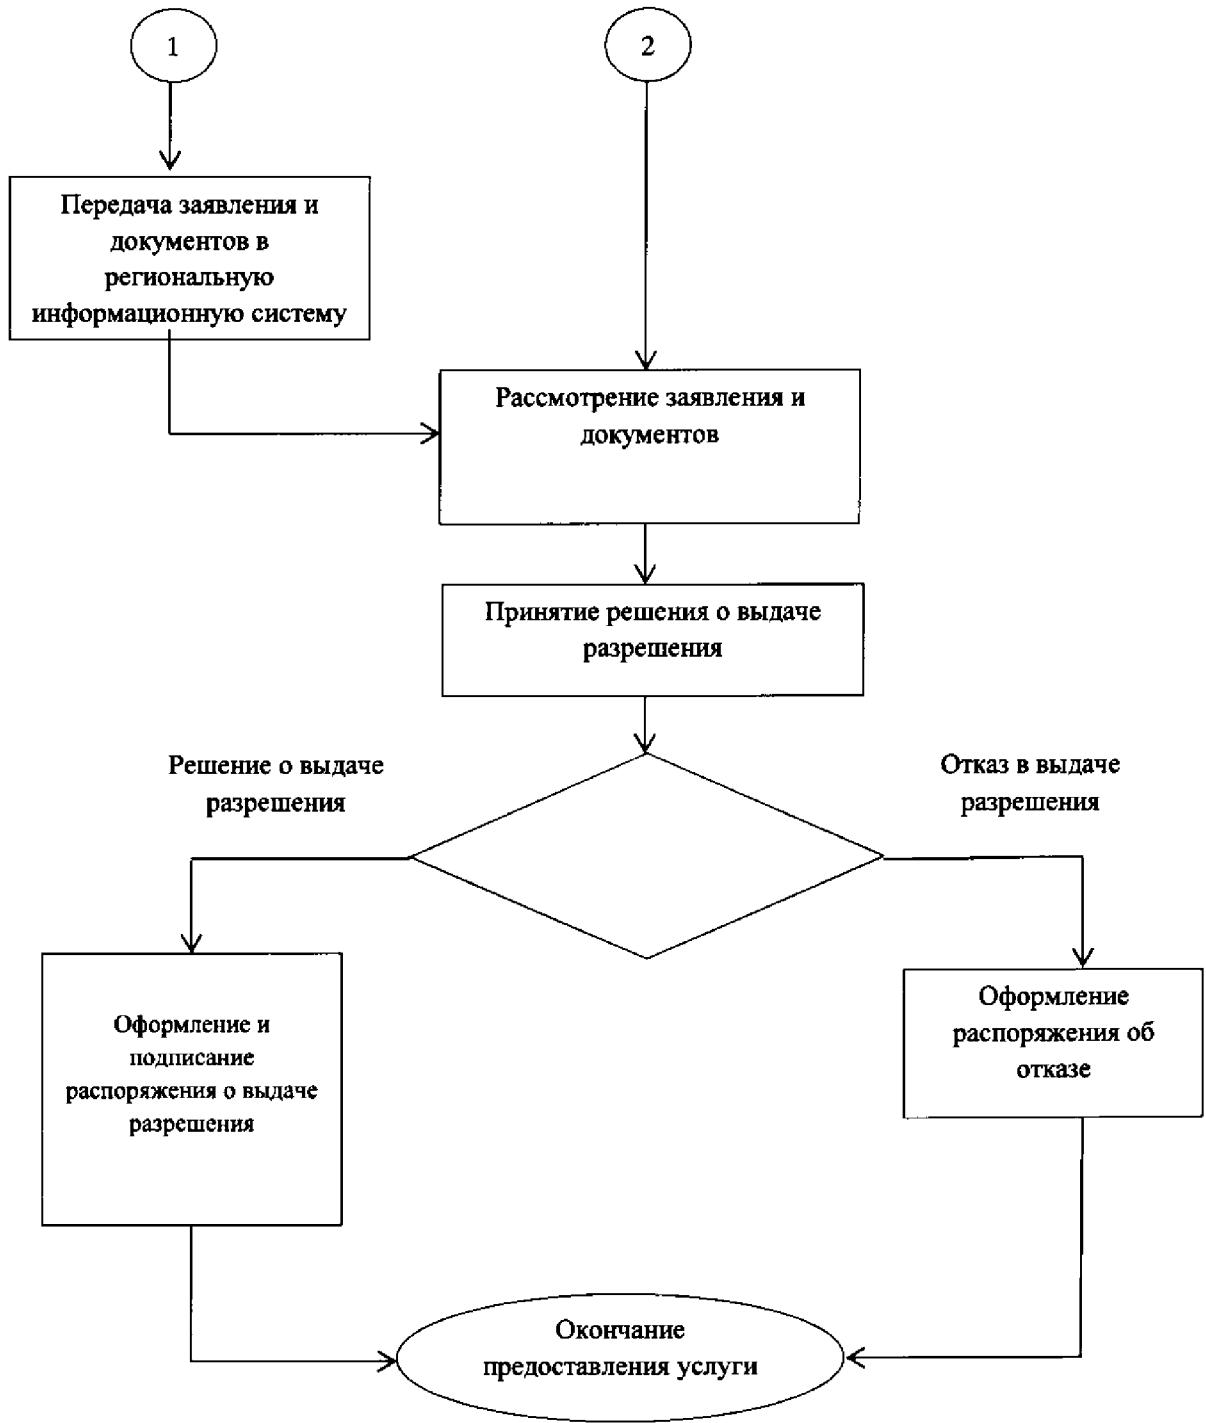 1
2
Передача заявления и
документов в
региональную
информационную систему
Рассмотрение заявления и
документов
Принятие решения о выдаче
разрешения
Решение о выдаче
разрешения
Отказ в выдаче
разрешения
Оформление и
подписание
распоряжения о выдаче
разрешения
Оформление
распоряжения об
отказе
Окончание
предоставления услуги